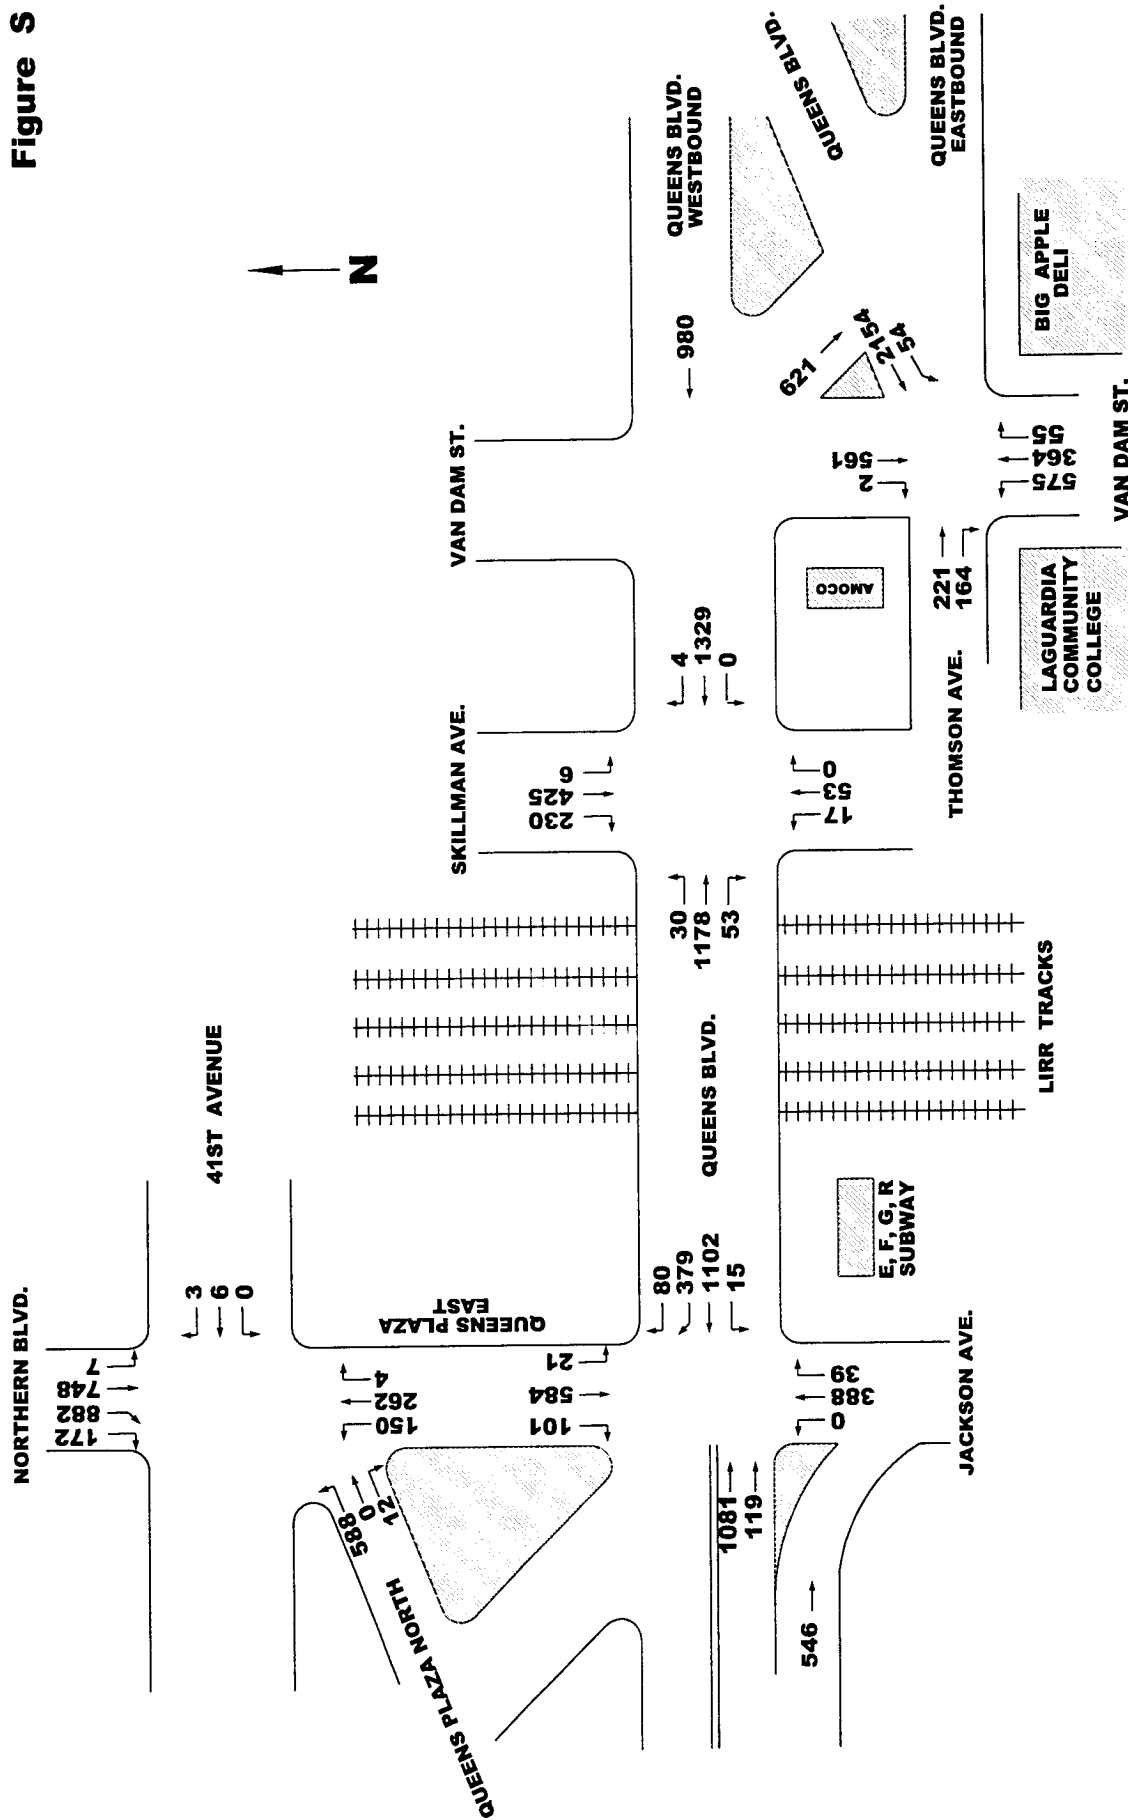 Figure S
N
NORTHERN BLVD.
41ST AVENUE
SKILLMAN AVE.
VAN DAM ST.
QUEENS BLVD.
WESTBOUND
QUEENS BLVD.
QUEENS BLVD.
EASTBOUND
172
882
748
7
3
6
0
150
262
4
588
0
12
QUEENS PLAZA NORTH
QUEENS PLAZA
EAST
101
584
21
80
379
1102
15
QUEENS BLVD.
1081
119
546
0
388
39
JACKSON AVE.
E, F, G, R
SUBWAY
LIRR TRACKS
230
425
6
30
1178
53
4
1329
0
17
53
0
980
621
2154
54
2
561
AMOCO
221
164
THOMSON AVE.
575
364
55
VAN DAM ST.
LAGUARDIA
COMMUNITY
COLLEGE
BIG APPLE
DELI